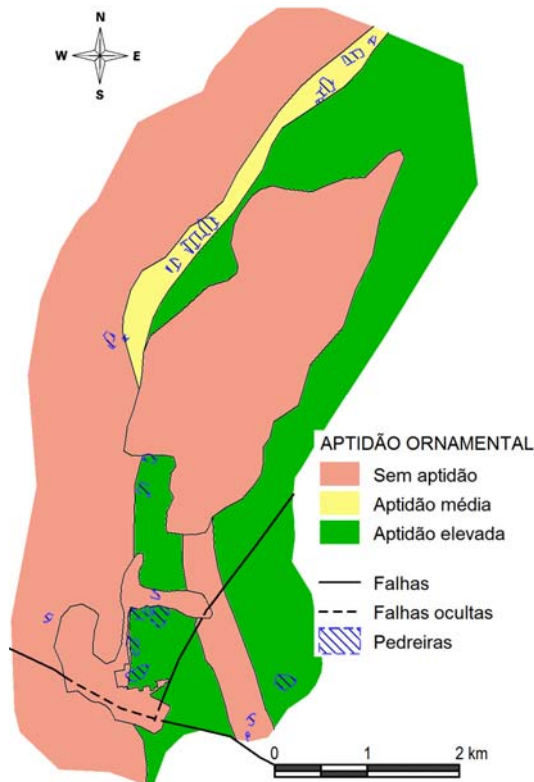 N
W E
S
APTIDÃO ORNAMENTAL
Sem aptidão
Aptidão média
Aptidão elevada
Falhas
Falhas ocultas
Pedreiras
0 1 2 km